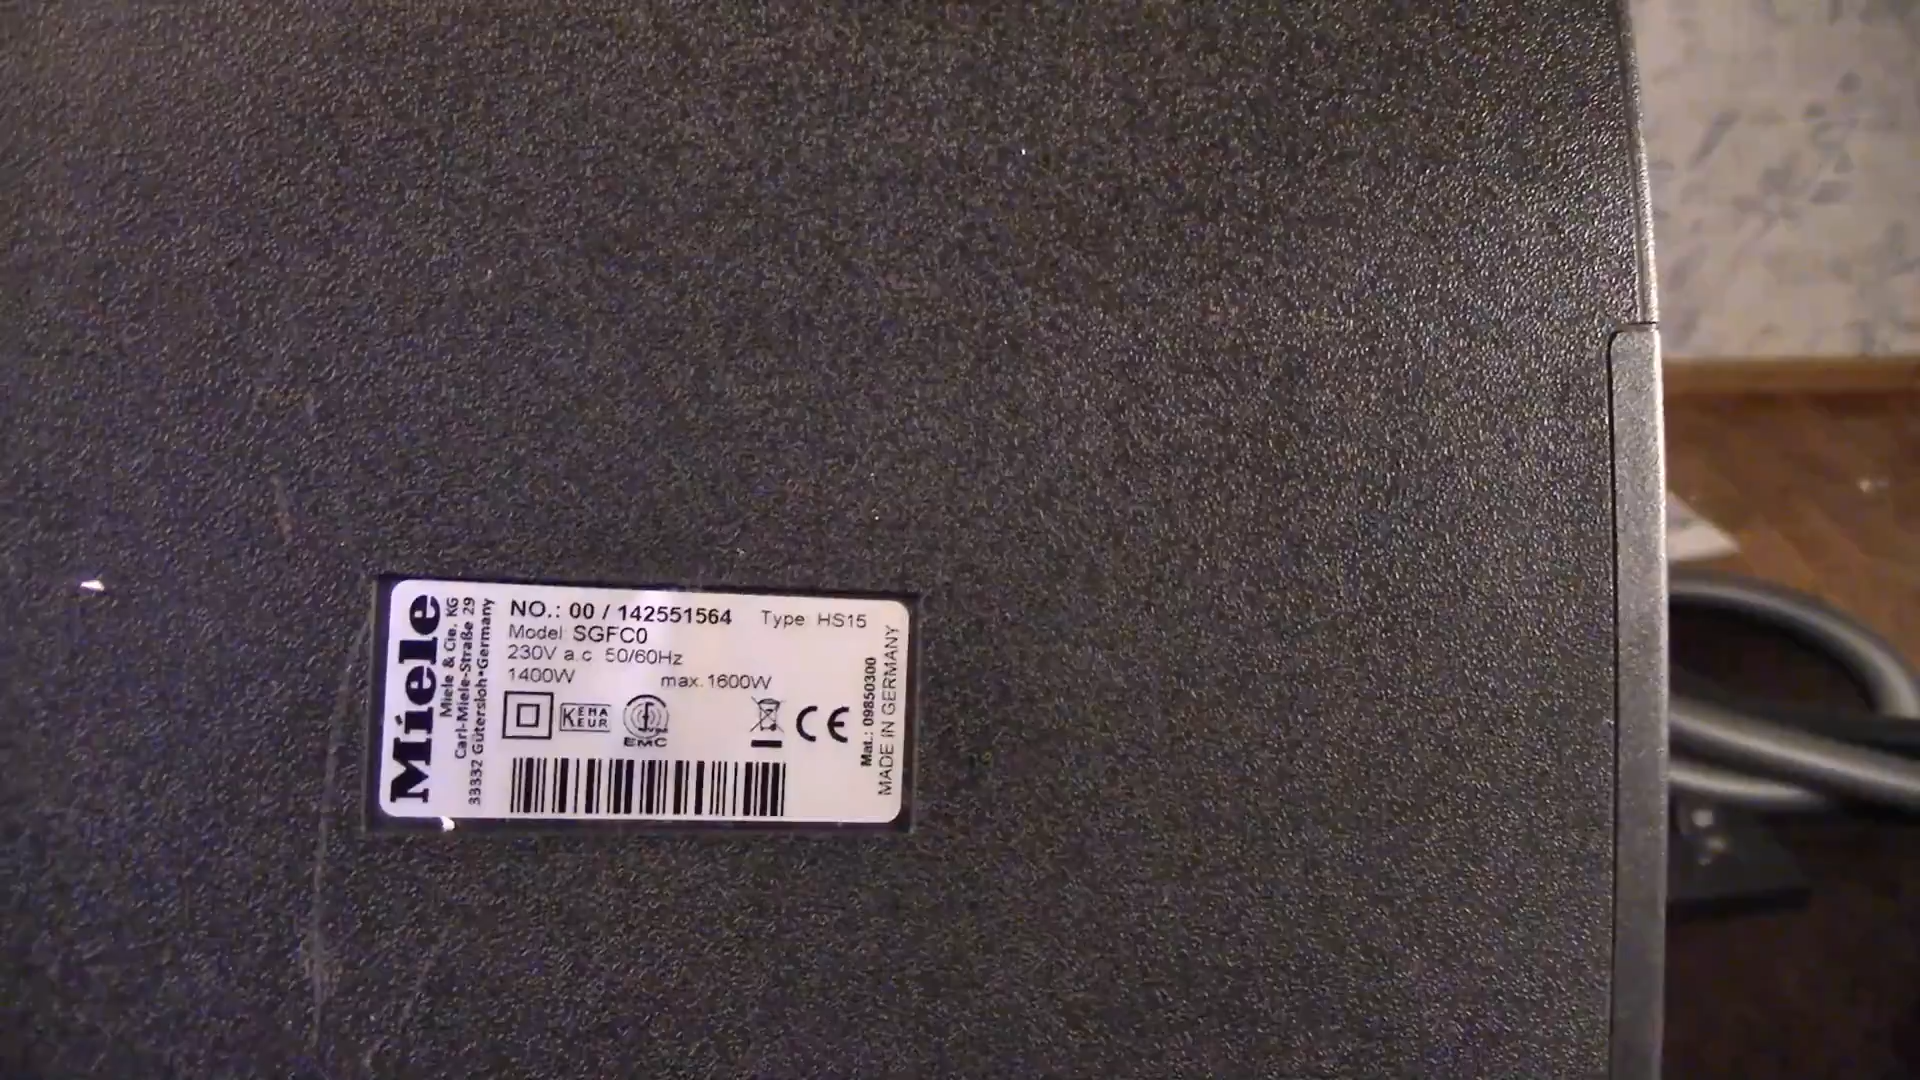 Miele
Miele & Cie. KG
Carl-Miele-Straße 29
33332 Gütersloh•Germany
NO.: 00 / 142551564 Type HS15
Model SGFC0
230V a.c 50/60Hz
1400W max.1600W
KEMA
KEUR
EMC
CE
Mat.: 09850300
MADE IN GERMANY